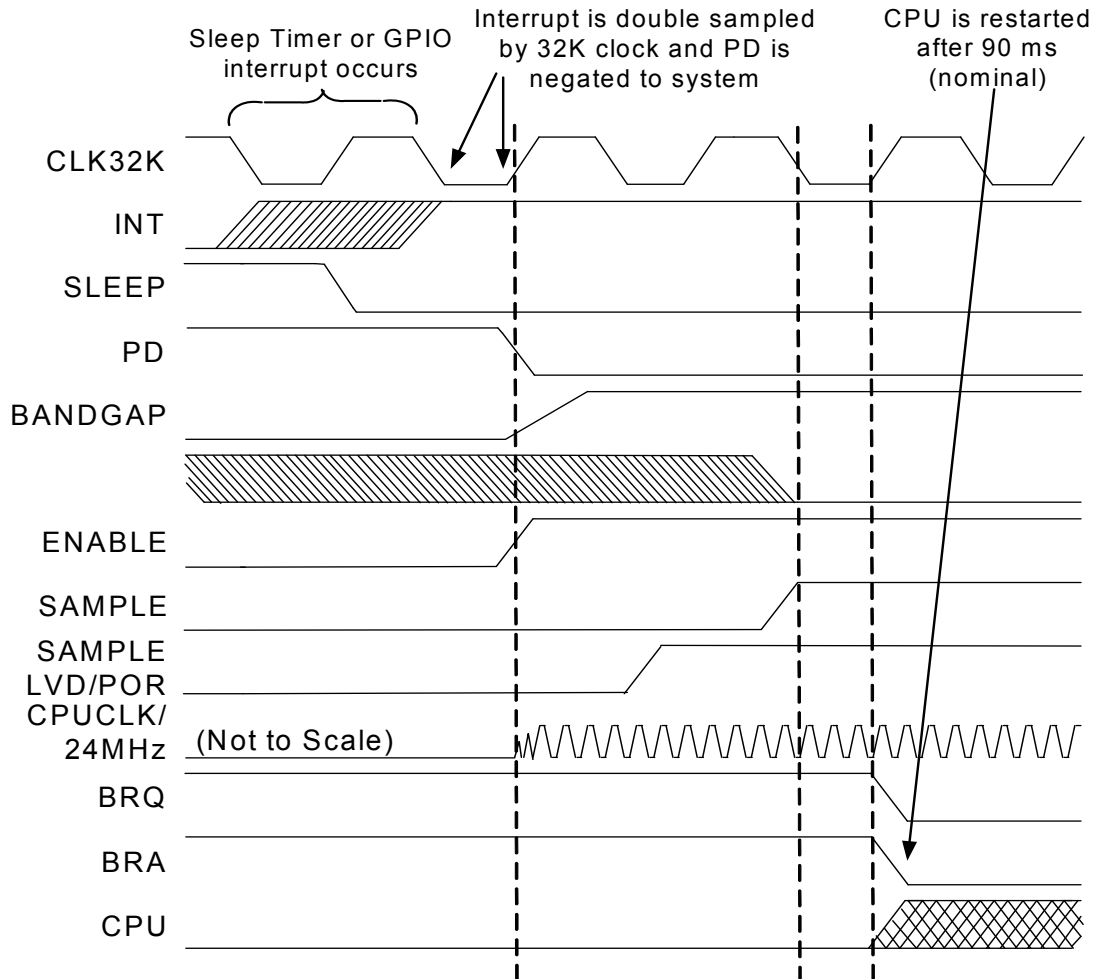 Sleep Timer or GPIO
interrupt occurs
Interrupt is double sampled
by 32K clock and PD is
negated to system
CPU is restarted
after 90 ms
(nominal)
CLK32K
INT
SLEEP
PD
BANDGAP
ENABLE
SAMPLE
SAMPLE
LVD/POR
CPUCLK/
24MHz
(Not to Scale)
BRQ
BRA
CPU